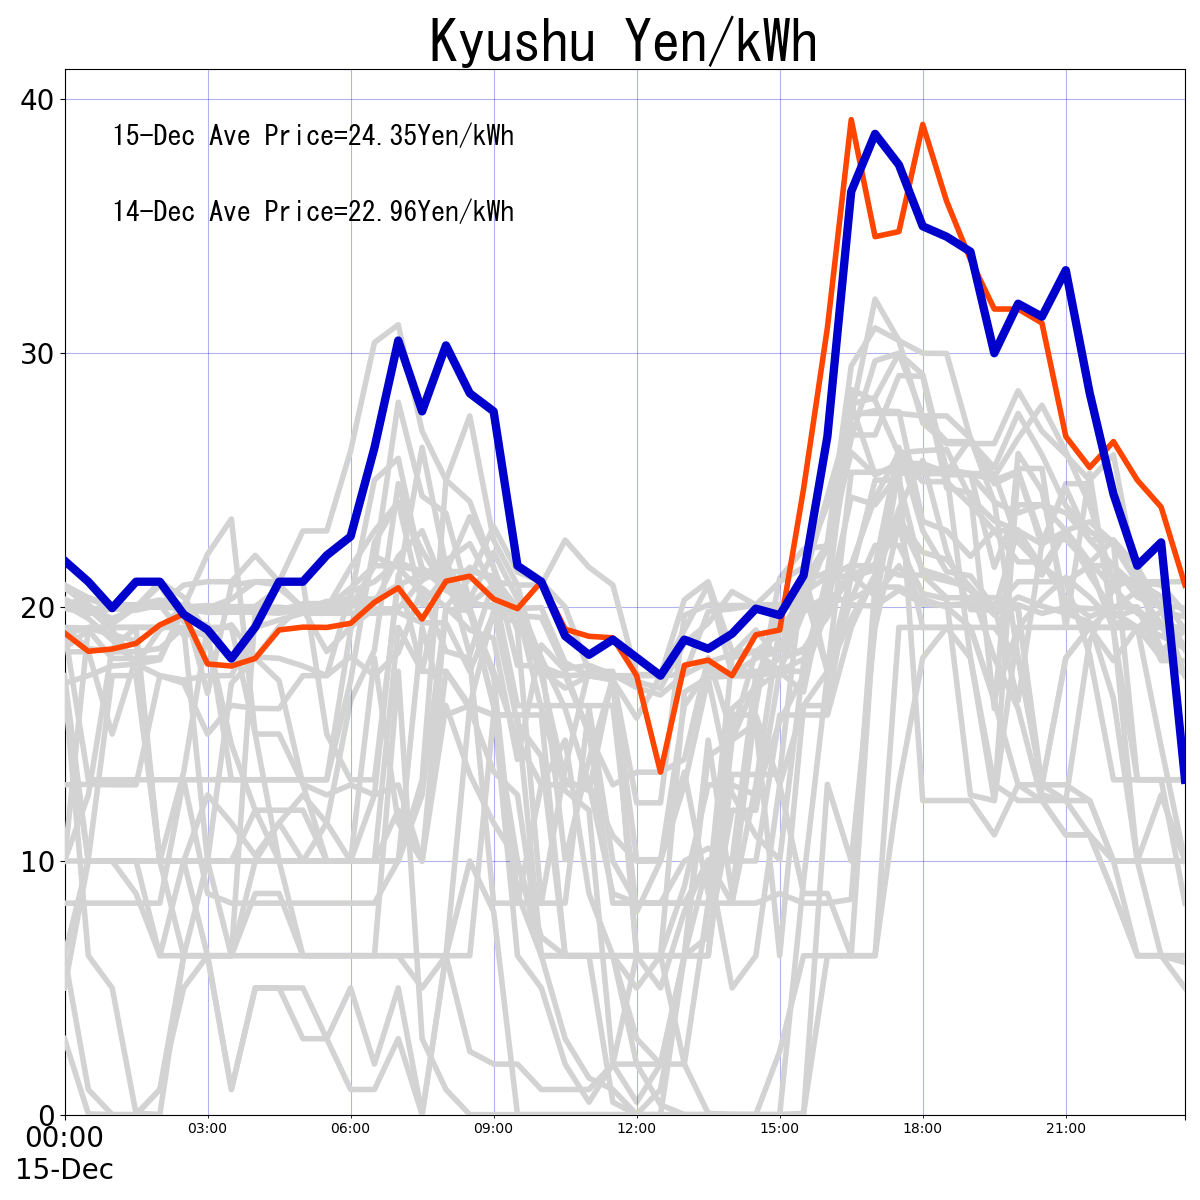 Kyushu Yen/kWh
40
15-Dec Ave Price=24.35Yen/kWh
14-Dec Ave Price=22.96Yen/kWh
30
20
10
0
00:00 03:00 06:00 09:00 12:00 15:00 18:00 21:00
15-Dec